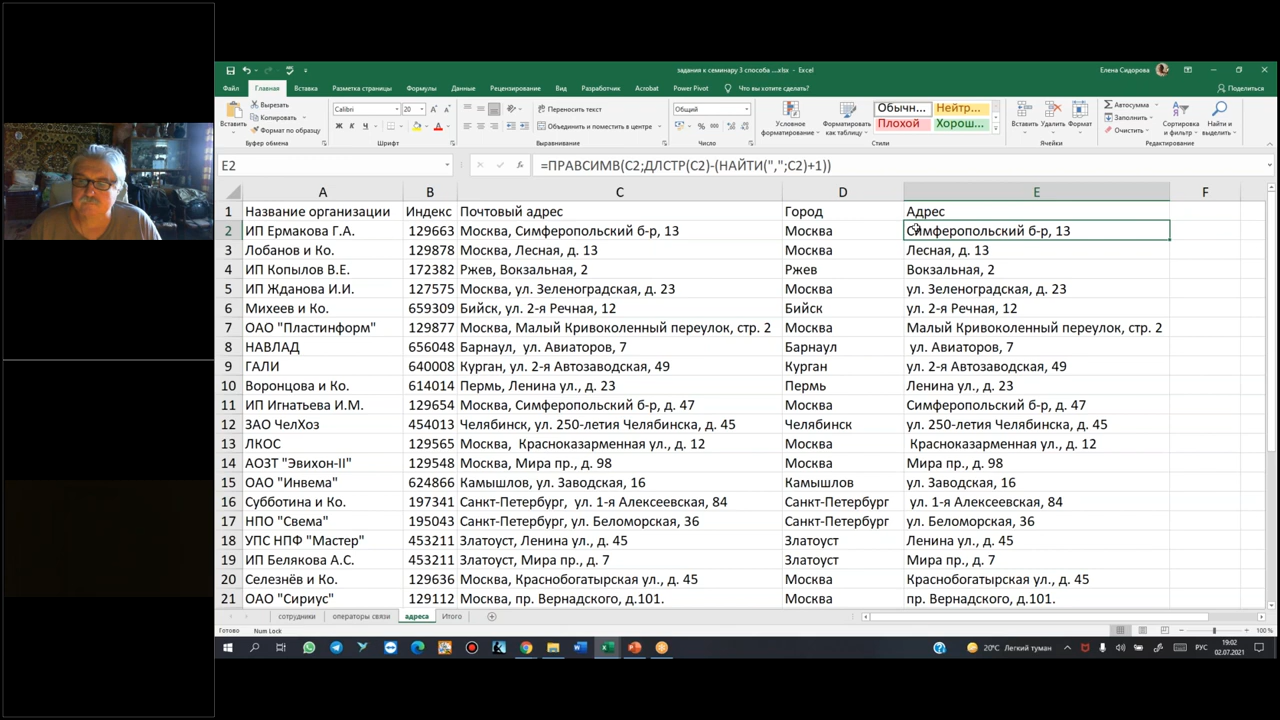 задания к семинару 3 способа ....xlsx - Excel
Елена Сидорова
Файл Главная Вставка Разметка страницы Формулы Данные Рецензирование Вид Разработчик Acrobat Power Pivot Что вы хотите сделать? Поделиться
Вставить
Вырезать
Копировать
Формат по образцу
Буфер обмена
Calibri 20
Ж К Ч
Шрифт
Переносить текст
Объединить и поместить в центре
Выравнивание
Общий
Число
Условное форматирование
Форматировать как таблицу
Обычн... Нейтр...
Плохой Хорош...
Стили
Вставить Удалить Формат
Ячейки
Автосумма
Заполнить
Очистить
Сортировка и фильтр
Найти и выделить
Редактирование
E2 =ПРАВСИМВ(C2;ДЛСТР(C2)-(НАЙТИ(",";C2)+1))
A B C D E F
1 Название организации Индекс Почтовый адрес Город Адрес
2 ИП Ермакова Г.А. 129663 Москва, Симферопольский б-р, 13 Москва Симферопольский б-р, 13
3 Лобанов и Ко. 129878 Москва, Лесная, д. 13 Москва Лесная, д. 13
4 ИП Копылов В.Е. 172382 Ржев, Вокзальная, 2 Ржев Вокзальная, 2
5 ИП Жданова И.И. 127575 Москва, ул. Зеленоградская, д. 23 Москва ул. Зеленоградская, д. 23
6 Михеев и Ко. 659309 Бийск, ул. 2-я Речная, 12 Бийск ул. 2-я Речная, 12
7 ОАО "Пластинформ" 129877 Москва, Малый Кривоколенный переулок, стр. 2 Москва Малый Кривоколенный переулок, стр. 2
8 НАВЛАД 656048 Барнаул, ул. Авиаторов, 7 Барнаул ул. Авиаторов, 7
9 ГАЛИ 640008 Курган, ул. 2-я Автозаводская, 49 Курган ул. 2-я Автозаводская, 49
10 Воронцова и Ко. 614014 Пермь, Ленина ул., д. 23 Пермь Ленина ул., д. 23
11 ИП Игнатьева И.М. 129654 Москва, Симферопольский б-р, д. 47 Москва Симферопольский б-р, д. 47
12 ЗАО ЧелХоз 454013 Челябинск, ул. 250-летия Челябинска, д. 45 Челябинск ул. 250-летия Челябинска, д. 45
13 ЛКОС 129565 Москва, Красноказарменная ул., д. 12 Москва Красноказарменная ул., д. 12
14 АОЗТ "Эвихон-II" 129548 Москва, Мира пр., д. 98 Москва Мира пр., д. 98
15 ОАО "Инвема" 624866 Камышлов, ул. Заводская, 16 Камышлов ул. Заводская, 16
16 Субботина и Ко. 197341 Санкт-Петербург, ул. 1-я Алексеевская, 84 Санкт-Петербург ул. 1-я Алексеевская, 84
17 НПО "Свема" 195043 Санкт-Петербург, ул. Беломорская, 36 Санкт-Петербург ул. Беломорская, 36
18 УПС НПФ "Мастер" 453211 Златоуст, Ленина ул., д. 45 Златоуст Ленина ул., д. 45
19 ИП Белякова А.С. 453211 Златоуст, Мира пр., д. 7 Златоуст Мира пр., д. 7
20 Селезнёв и Ко. 129636 Москва, Краснобогатырская ул., д. 45 Москва Краснобогатырская ул., д. 45
21 ОАО "Сириус" 129112 Москва, пр. Вернадского, д.101. Москва пр. Вернадского, д.101.
сотрудники операторы связи адреса Итого
Готово Num Lock 100 %
20°C Легкий туман РУС 19:02
02.07.2021